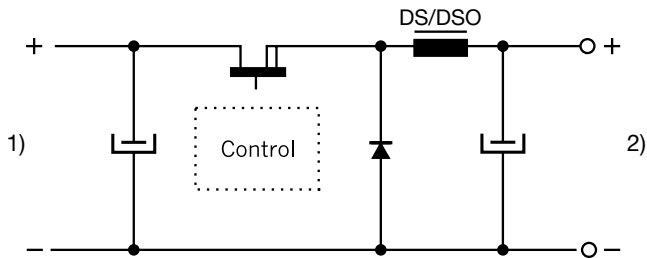 DS/DSO
+ +
1) Control 2)
− −